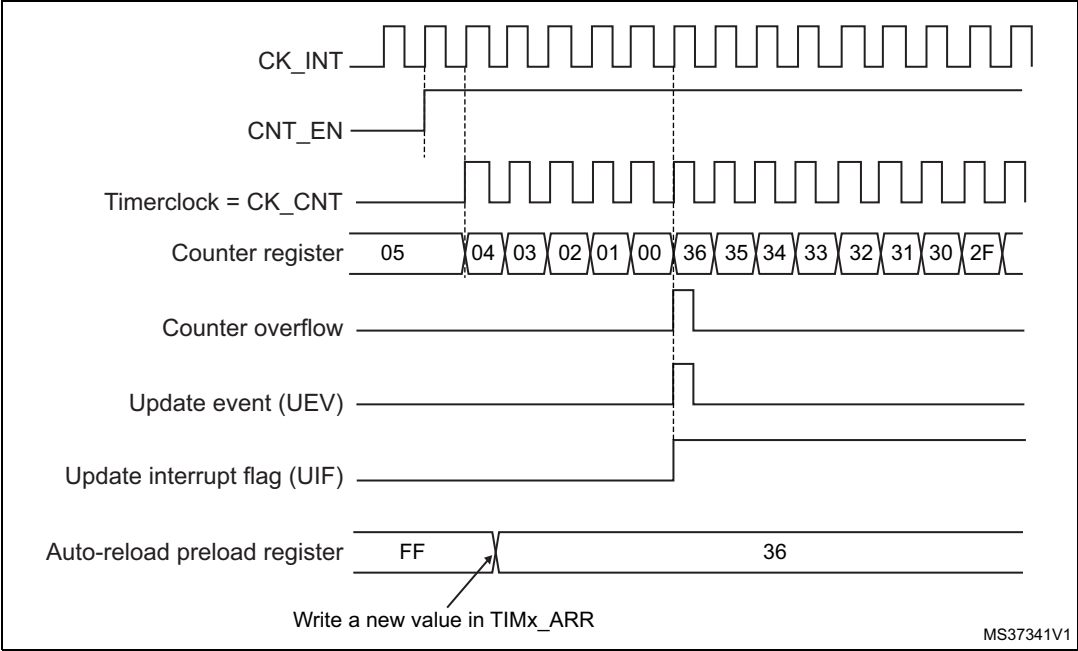 CK_INT
CNT_EN
Timerclock = CK_CNT
Counter register 05 04 03 02 01 00 36 35 34 33 32 31 30 2F
Counter overflow
Update event (UEV)
Update interrupt flag (UIF)
Auto-reload preload register FF 36
Write a new value in TIMx_ARR
MS37341V1